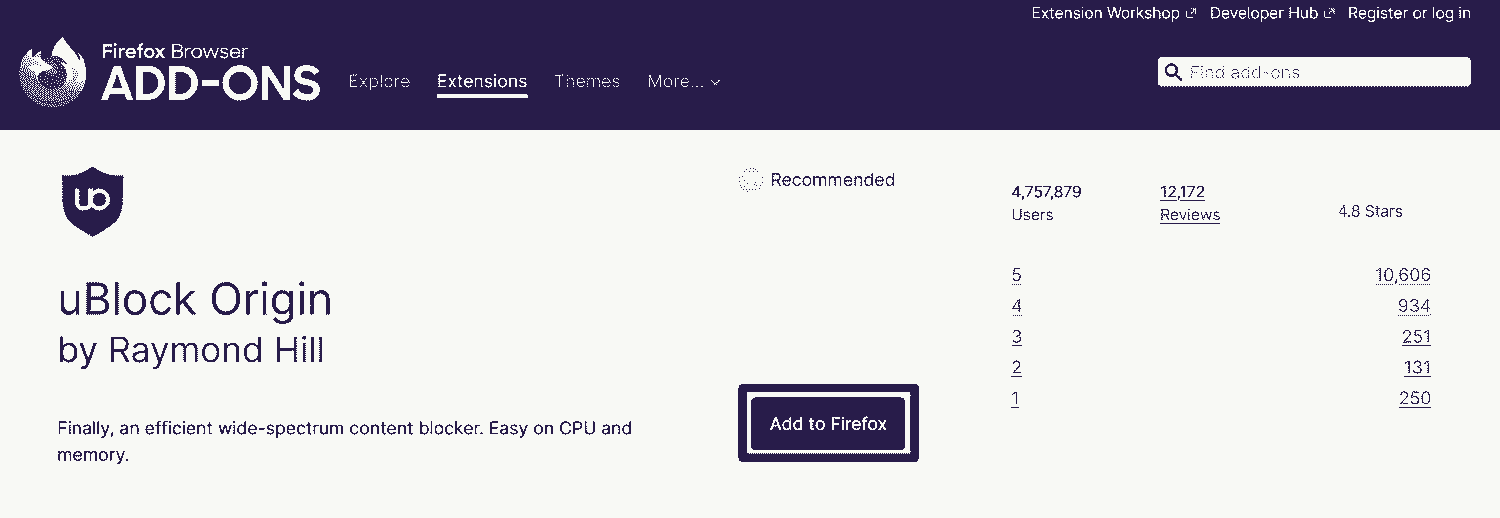 Extension Workshop Developer Hub Register or log in
Firefox Browser
ADD-ONS
Explore Extensions Themes More...
Find add-ons
uo
Recommended
4,757,879
Users
12,172
Reviews
4.8 Stars
uBlock Origin
by Raymond Hill
5 10,606
4 934
3 251
2 131
1 250
Finally, an efficient wide-spectrum content blocker. Easy on CPU and
memory.
Add to Firefox